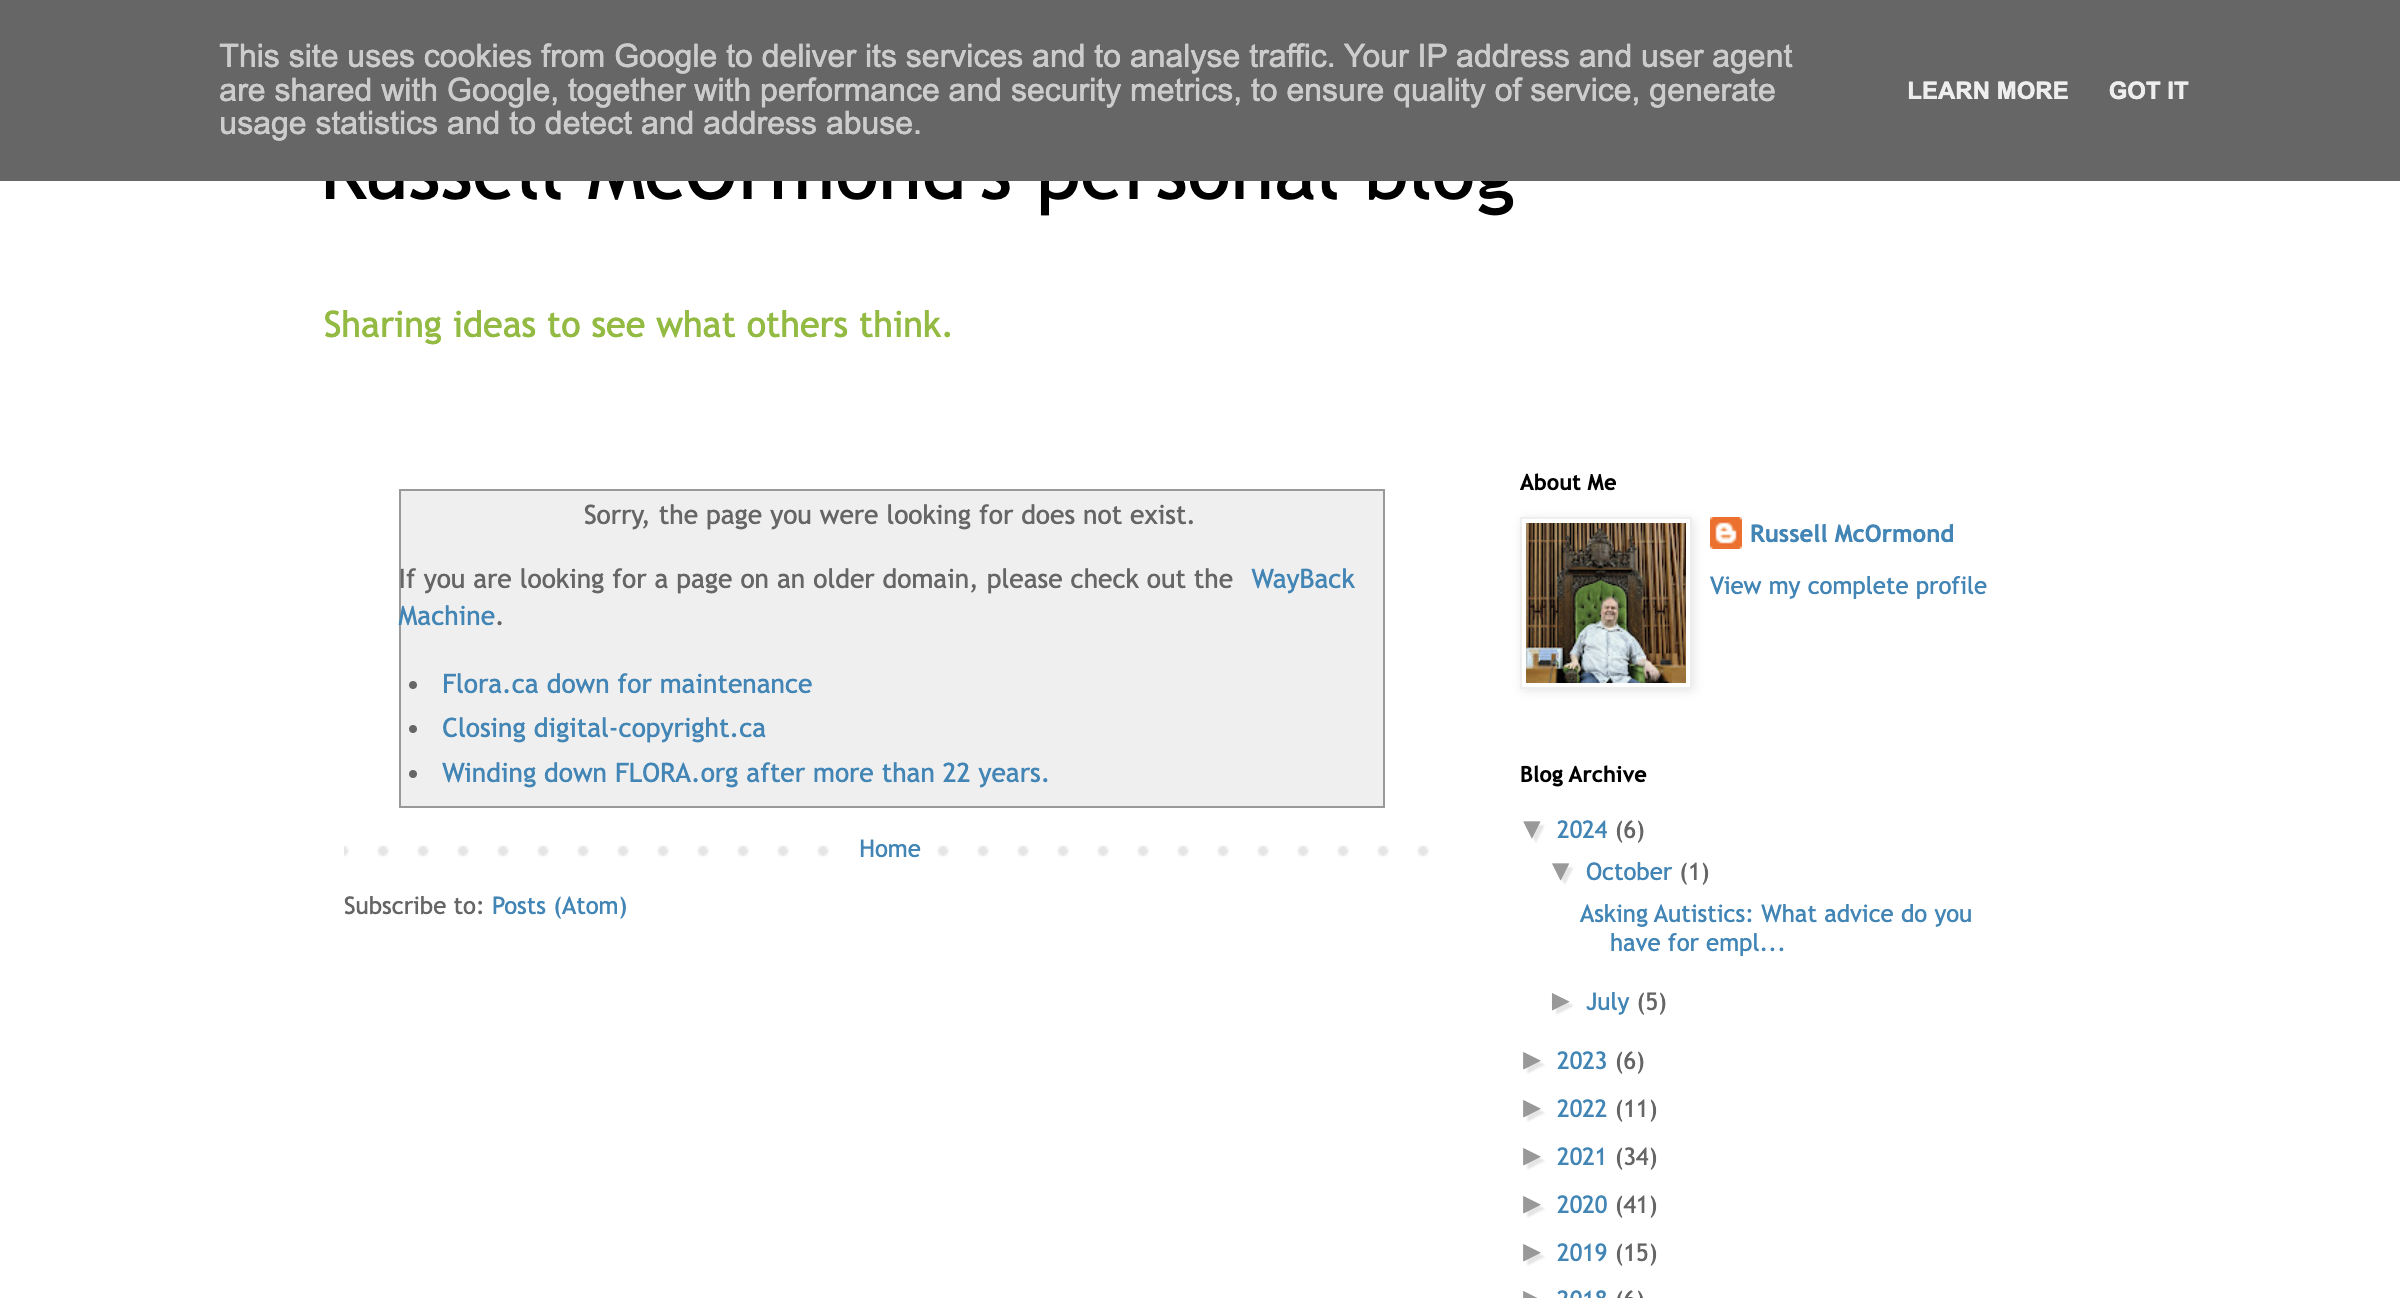 This site uses cookies from Google to deliver its services and to analyse traffic. Your IP address and user agent
are shared with Google, together with performance and security metrics, to ensure quality of service, generate
usage statistics and to detect and address abuse.
LEARN MORE
GOT IT
Russell McOrmond's personal blog
Sharing ideas to see what others think.
Sorry, the page you were looking for does not exist.
If you are looking for a page on an older domain, please check out the WayBack
Machine.
• Flora.ca down for maintenance
• Closing digital-copyright.ca
• Winding down FLORA.org after more than 22 years.
Home
Subscribe to: Posts (Atom)
About Me
Russell McOrmond
View my complete profile
Blog Archive
▼ 2024 (6)
▼ October (1)
Asking Autistics: What advice do you
have for empl...
► July (5)
► 2023 (6)
► 2022 (11)
► 2021 (34)
► 2020 (41)
► 2019 (15)
► 2018 (6)